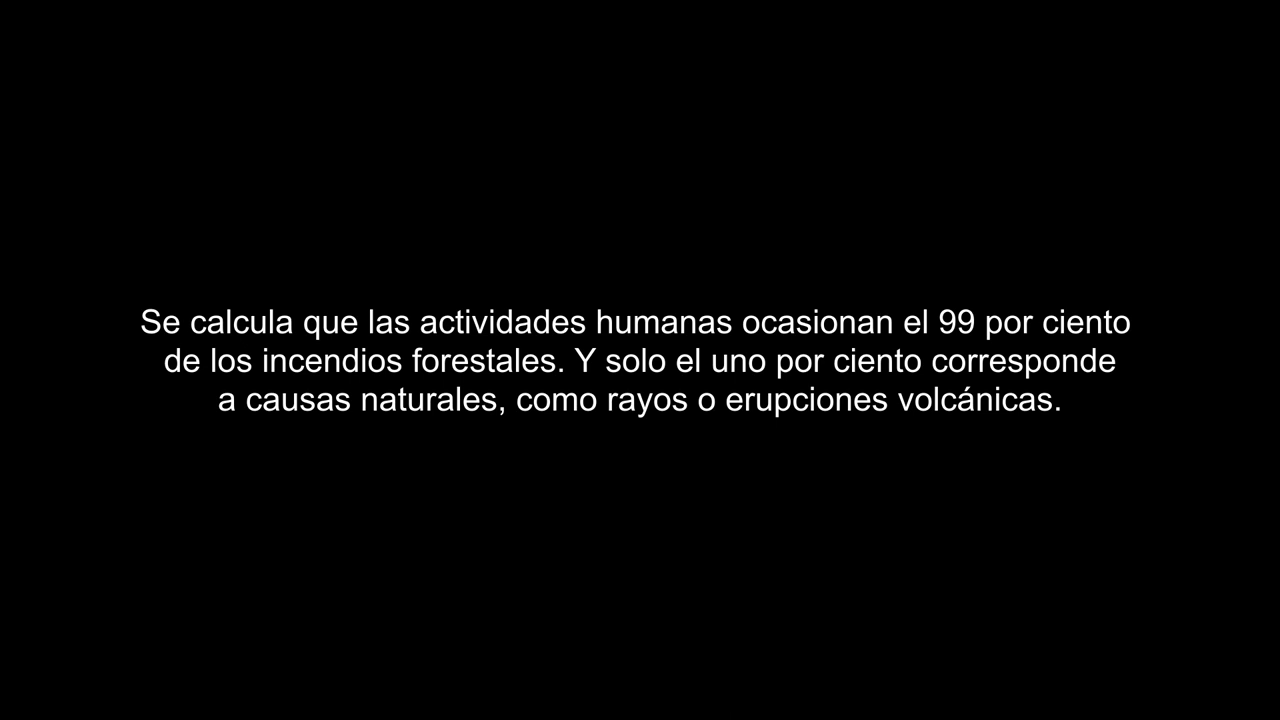 Se calcula que las actividades humanas ocasionan el 99 por ciento
de los incendios forestales. Y solo el uno por ciento corresponde
a causas naturales, como rayos o erupciones volcánicas.